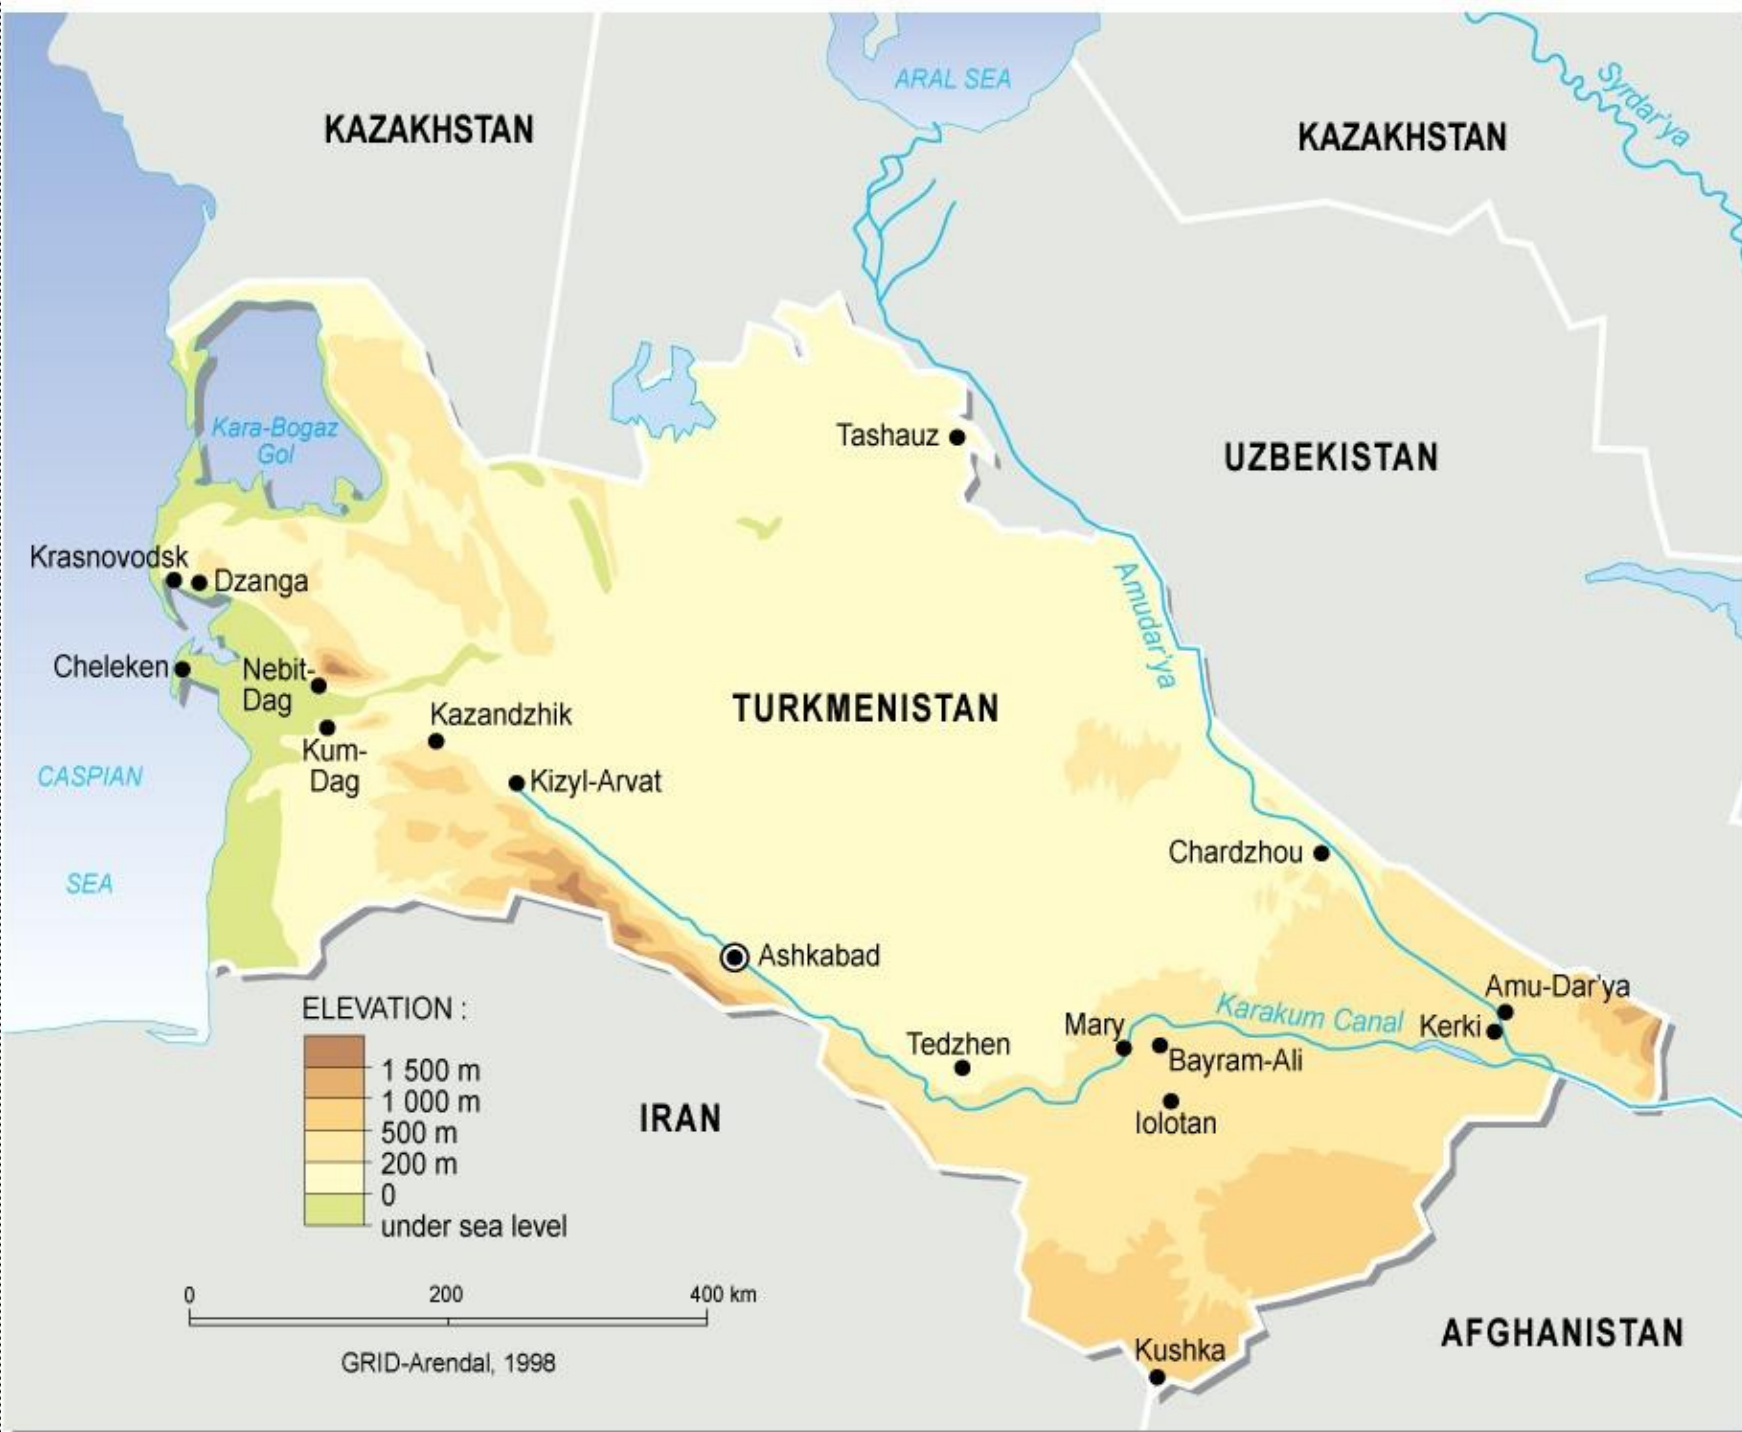 ARAL SEA
Syrdar'ya
KAZAKHSTAN
KAZAKHSTAN
Kara-Bogaz
Gol
Tashauz
UZBEKISTAN
Krasnovodsk
Dzanga
Amudar'ya
Cheleken
Nebit-
Dag
Kazandzhik
TURKMENISTAN
Kum-
Dag
CASPIAN
SEA
Kizyl-Arvat
Chardzhou
Ashkabad
Amu-Dar'ya
Karakum Canal
Kerki
Mary
Tedzhen
Bayram-Ali
Iolotan
IRAN
ELEVATION :
1 500 m
1 000 m
500 m
200 m
0
under sea level
0 200 400 km
GRID-Arendal, 1998
AFGHANISTAN
Kushka